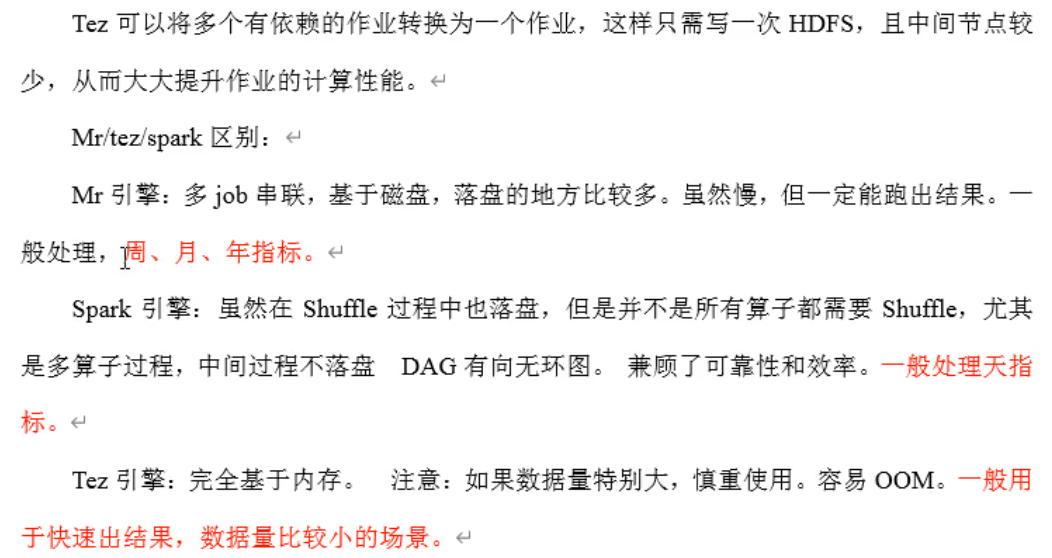 Tez 可以将多个有依赖的作业转换为一个作业，这样只需写一次 HDFS，且中间节点较
少，从而大大提升作业的计算性能。↵
Mr/tez/spark 区别：↵
Mr 引擎：多 job 串联，基于磁盘，落盘的地方比较多。虽然慢，但一定能跑出结果。一
般处理，周、月、年指标。↵
Spark 引擎：虽然在 Shuffle 过程中也落盘，但是并不是所有算子都需要 Shuffle，尤其
是多算子过程，中间过程不落盘 DAG 有向无环图。 兼顾了可靠性和效率。一般处理天指
标。↵
Tez 引擎：完全基于内存。 注意：如果数据量特别大，慎重使用。容易 OOM。一般用
于快速出结果，数据量比较小的场景。↵